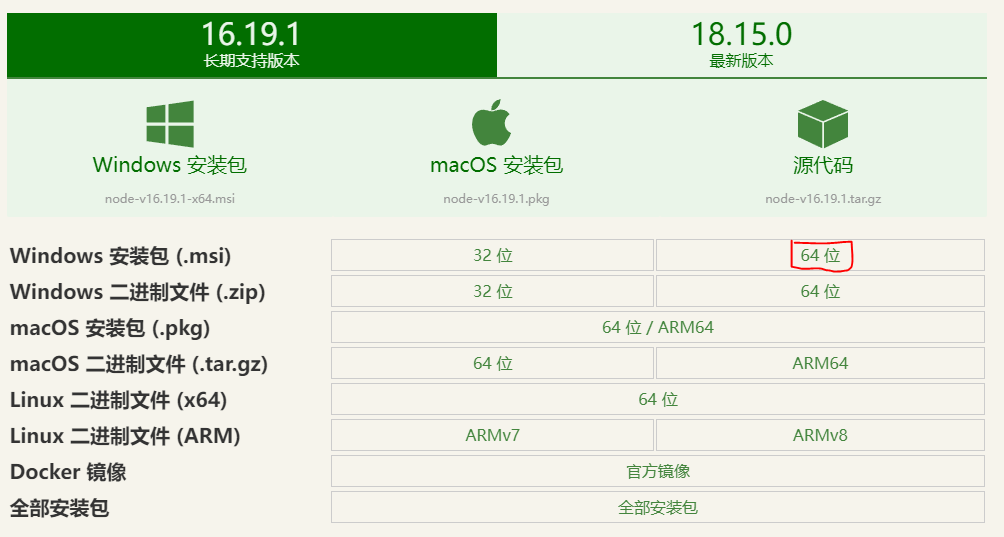 16.19.1
长期支持版本
18.15.0
最新版本
Windows 安装包
node-v16.19.1-x64.msi
macOS 安装包
node-v16.19.1.pkg
源代码
node-v16.19.1.tar.gz
Windows 安装包 (.msi) 32 位 64 位
Windows 二进制文件 (.zip) 32 位 64 位
macOS 安装包 (.pkg) 64 位 / ARM64
macOS 二进制文件 (.tar.gz) 64 位 ARM64
Linux 二进制文件 (x64) 64 位
Linux 二进制文件 (ARM) ARMv7 ARMv8
Docker 镜像 官方镜像
全部安装包 全部安装包